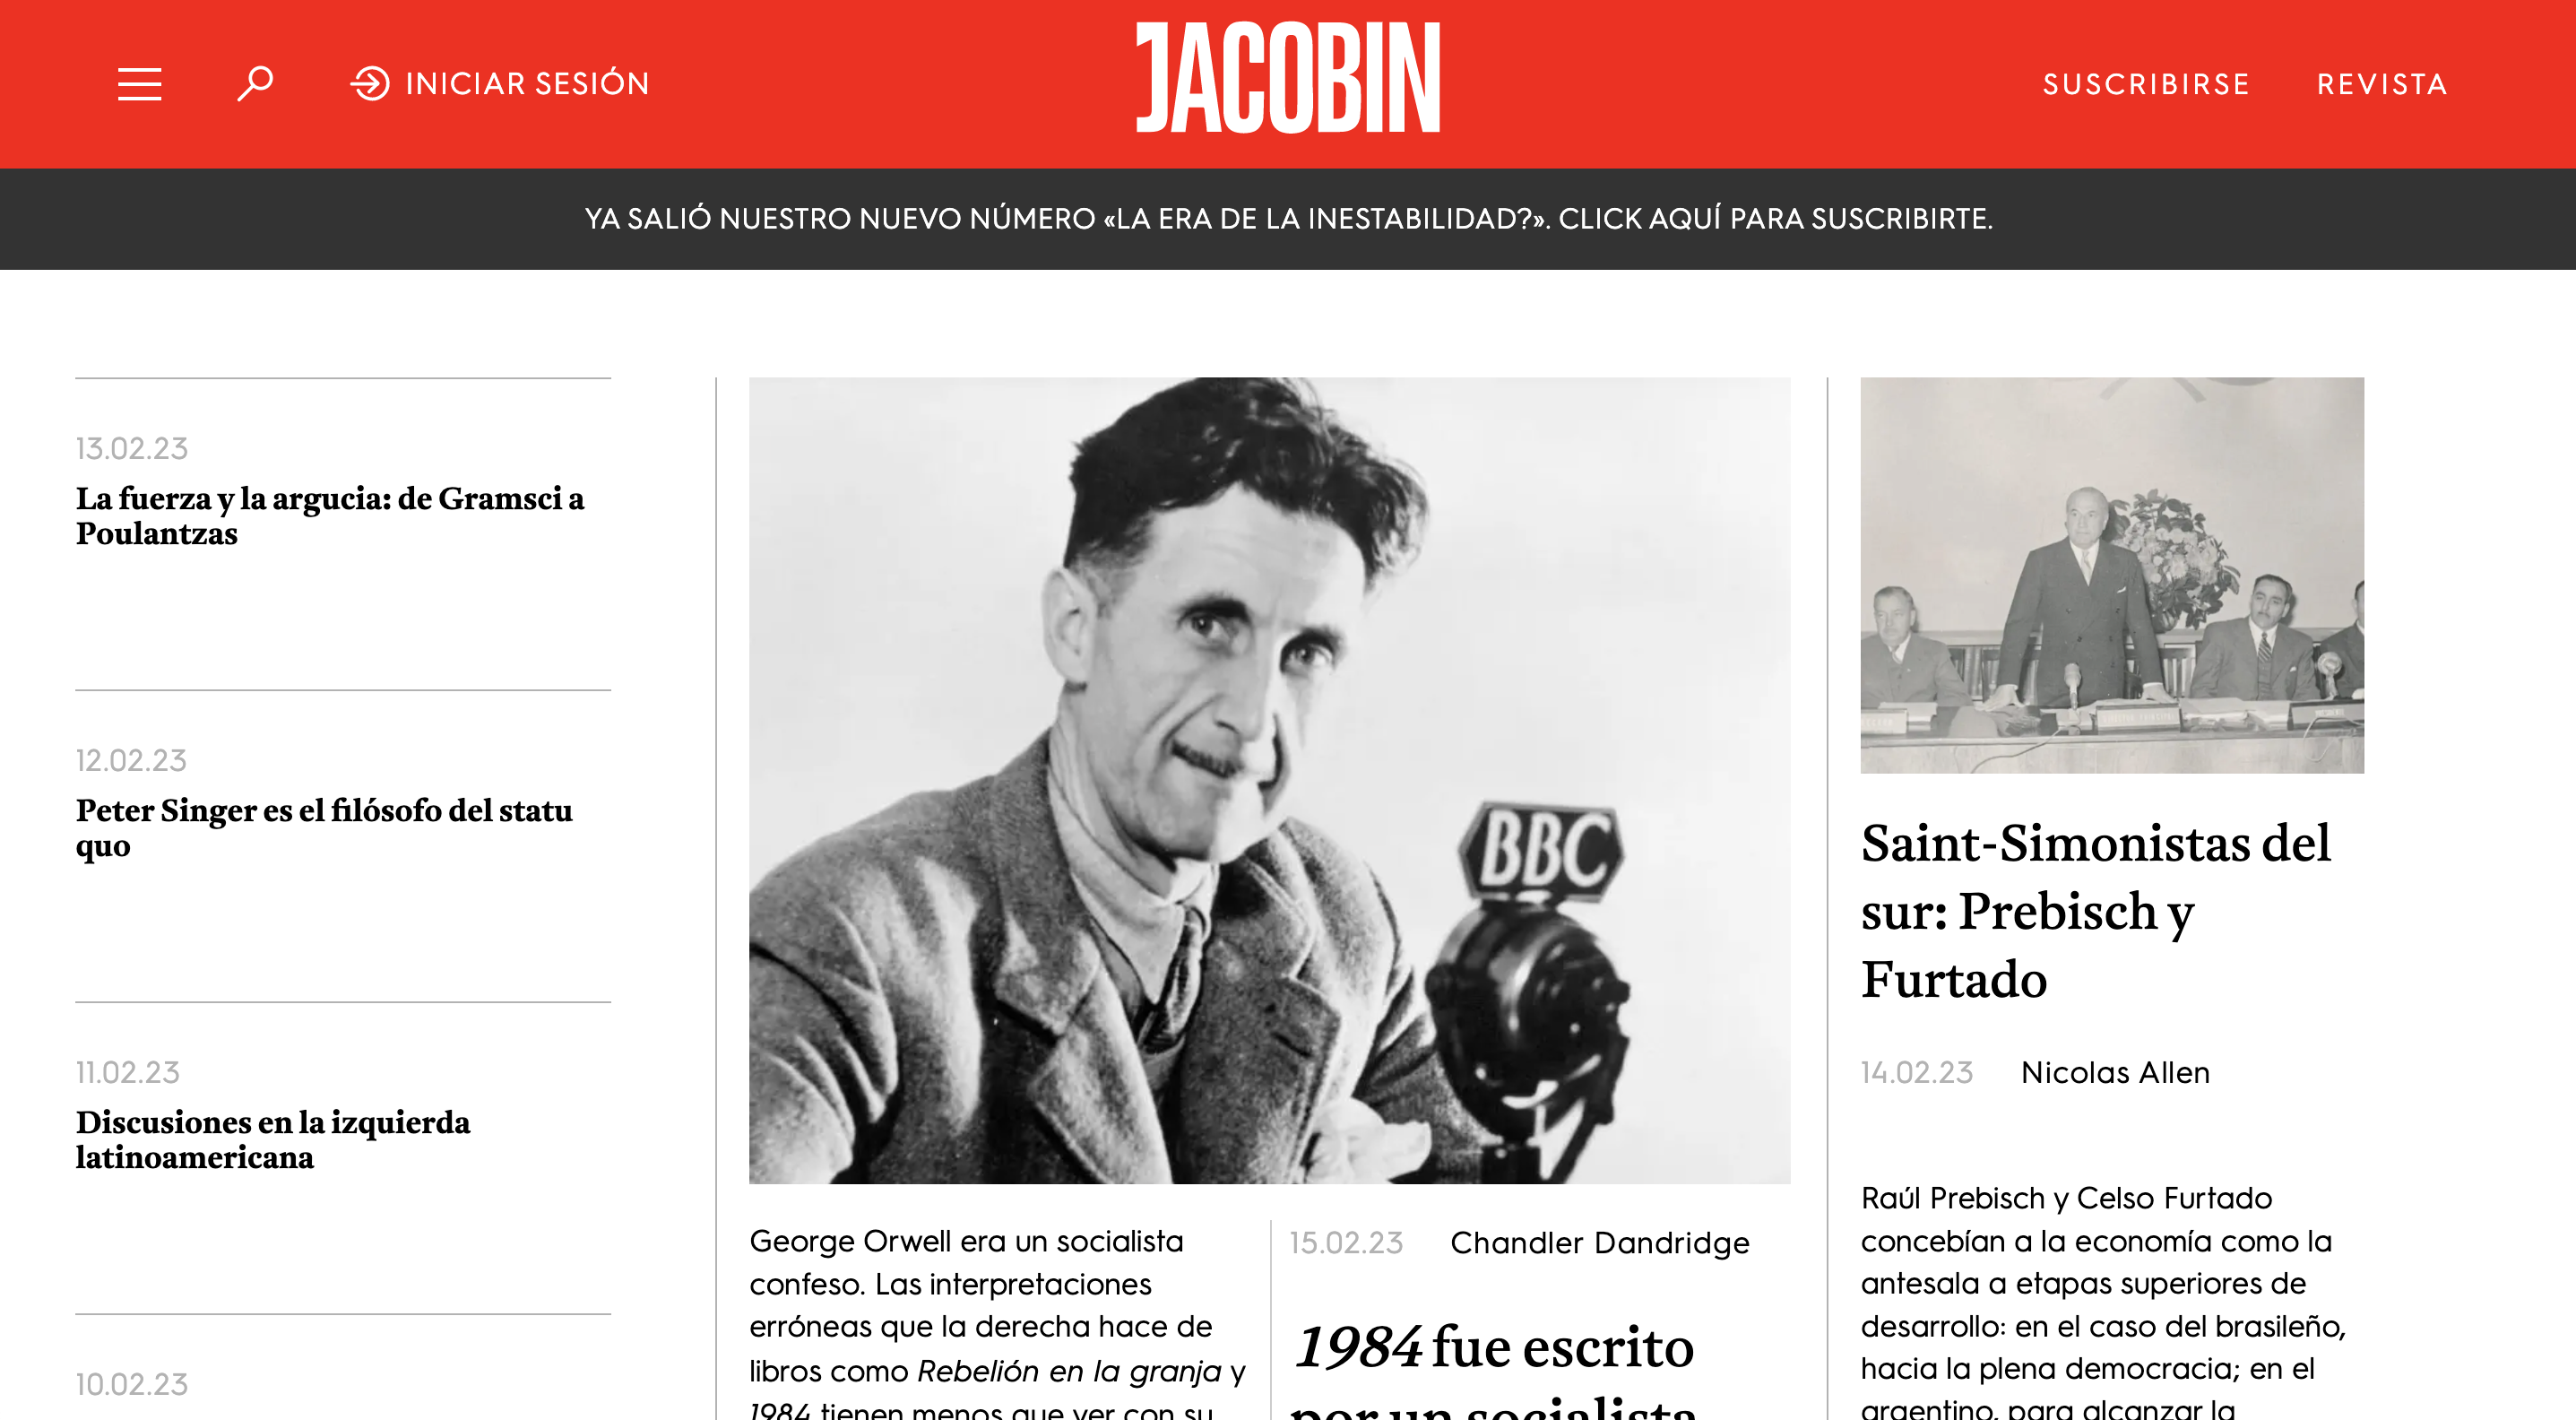 INICIAR SESIÓN
JACOBIN
SUSCRIBIRSE
REVISTA
YA SALIÓ NUESTRO NUEVO NÚMERO «LA ERA DE LA INESTABILIDAD?». CLICK AQUÍ PARA SUSCRIBIRTE.
13.02.23
La fuerza y la argucia: de Gramsci a
Poulantzas
12.02.23
Peter Singer es el filósofo del statu
quo
11.02.23
Discusiones en la izquierda
latinoamericana
10.02.23
BBC
George Orwell era un socialista
confeso. Las interpretaciones
erróneas que la derecha hace de
libros como Rebelión en la granja y
1984 tienen menos que ver con su
15.02.23 Chandler Dandridge
1984 fue escrito
por un socialista
Saint-Simonistas del
sur: Prebisch y
Furtado
14.02.23 Nicolas Allen
Raúl Prebisch y Celso Furtado
concebían a la economía como la
antesala a etapas superiores de
desarrollo: en el caso del brasileño,
hacia la plena democracia; en el
argentino, para alcanzar la